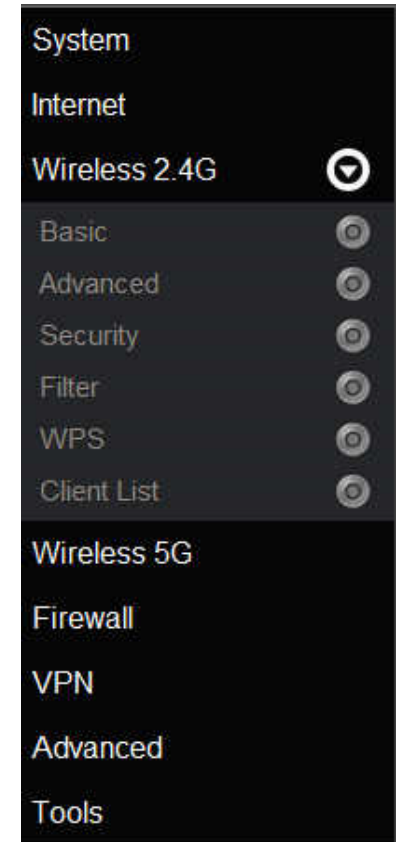 System
Internet
Wireless 2.4G
Basic
Advanced
Security
Filter
WPS
Client List
Wireless 5G
Firewall
VPN
Advanced
Tools